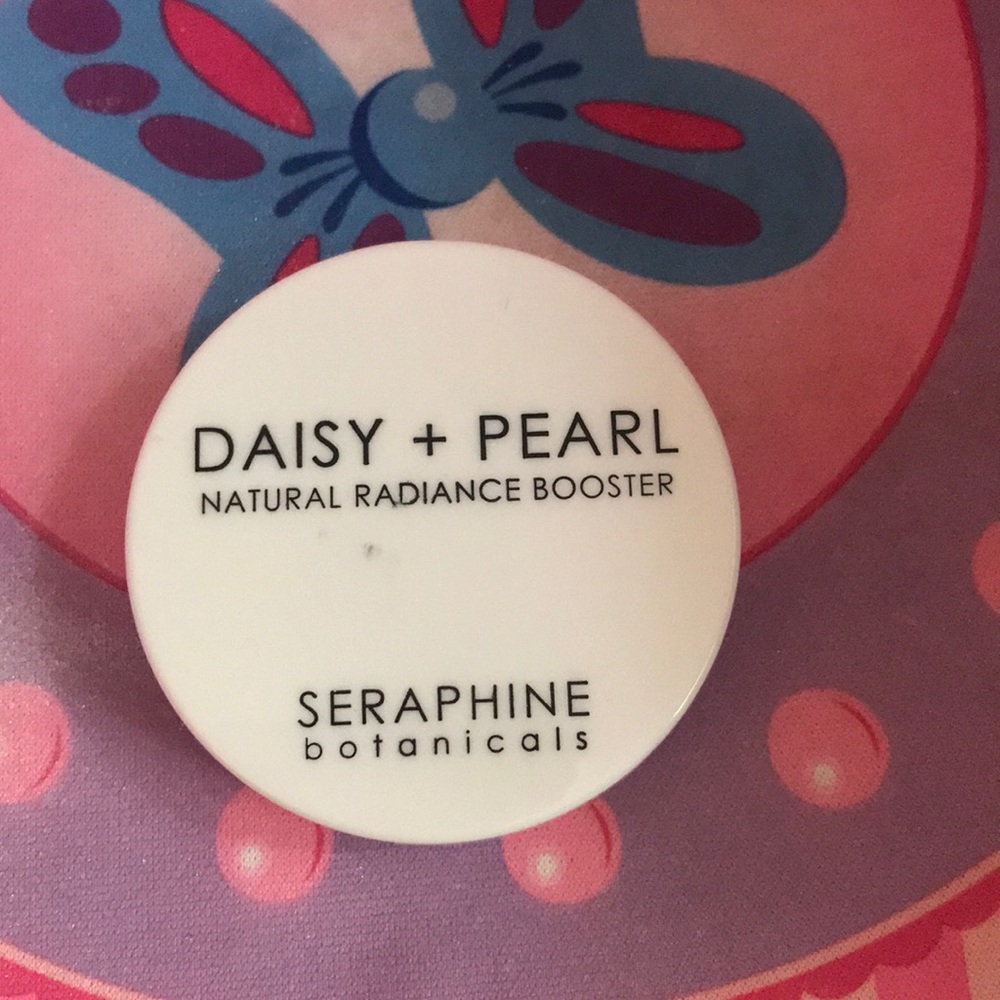 DAISY + PEARL
NATURAL RADIANCE BOOSTER
SERAPHINE
botanicals